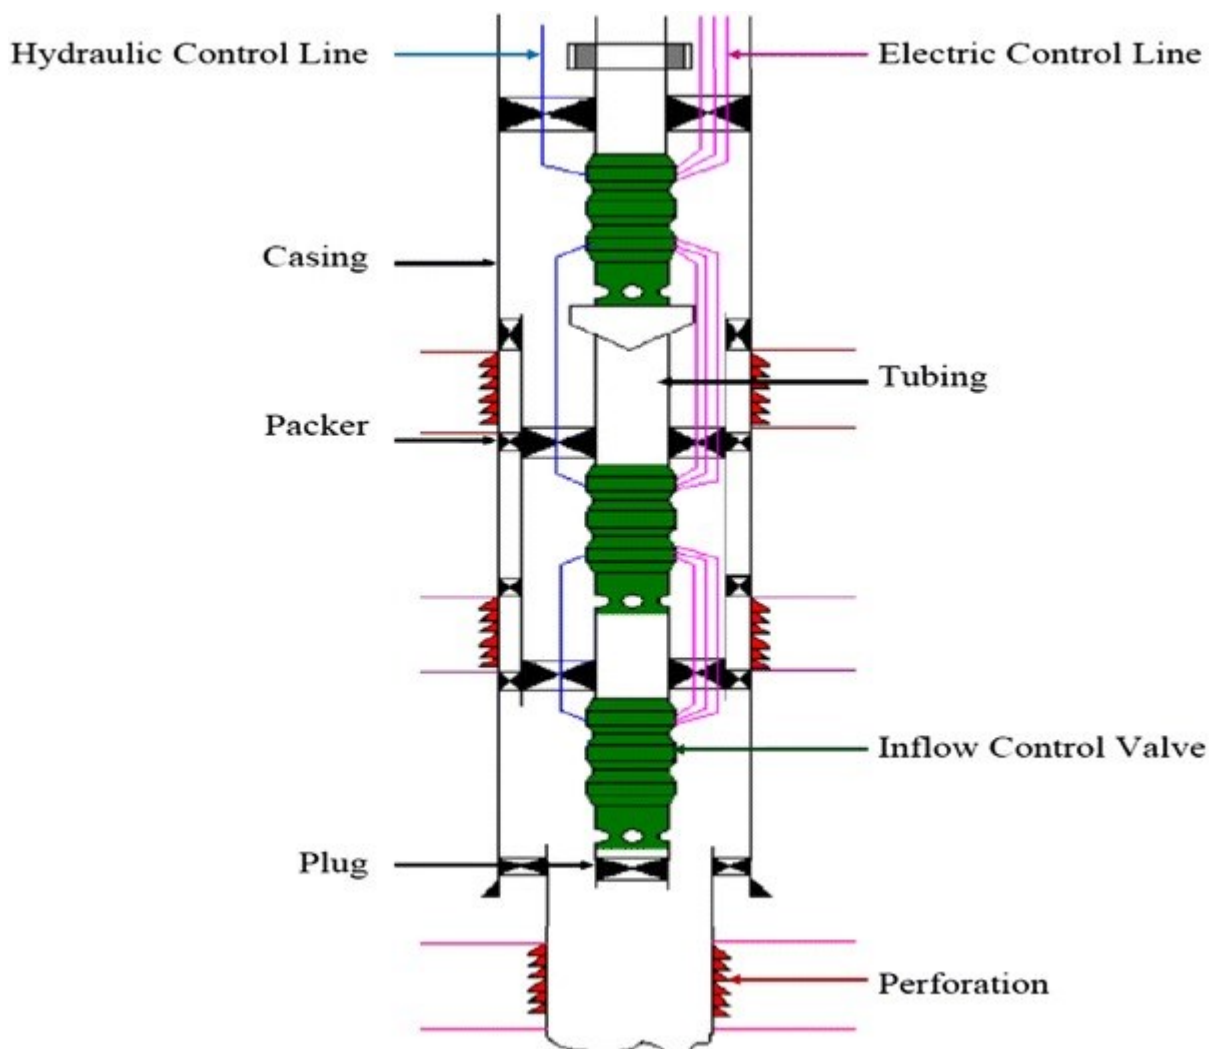 Hydraulic Control Line
Electric Control Line
Casing
Tubing
Packer
Inflow Control Valve
Plug
Perforation